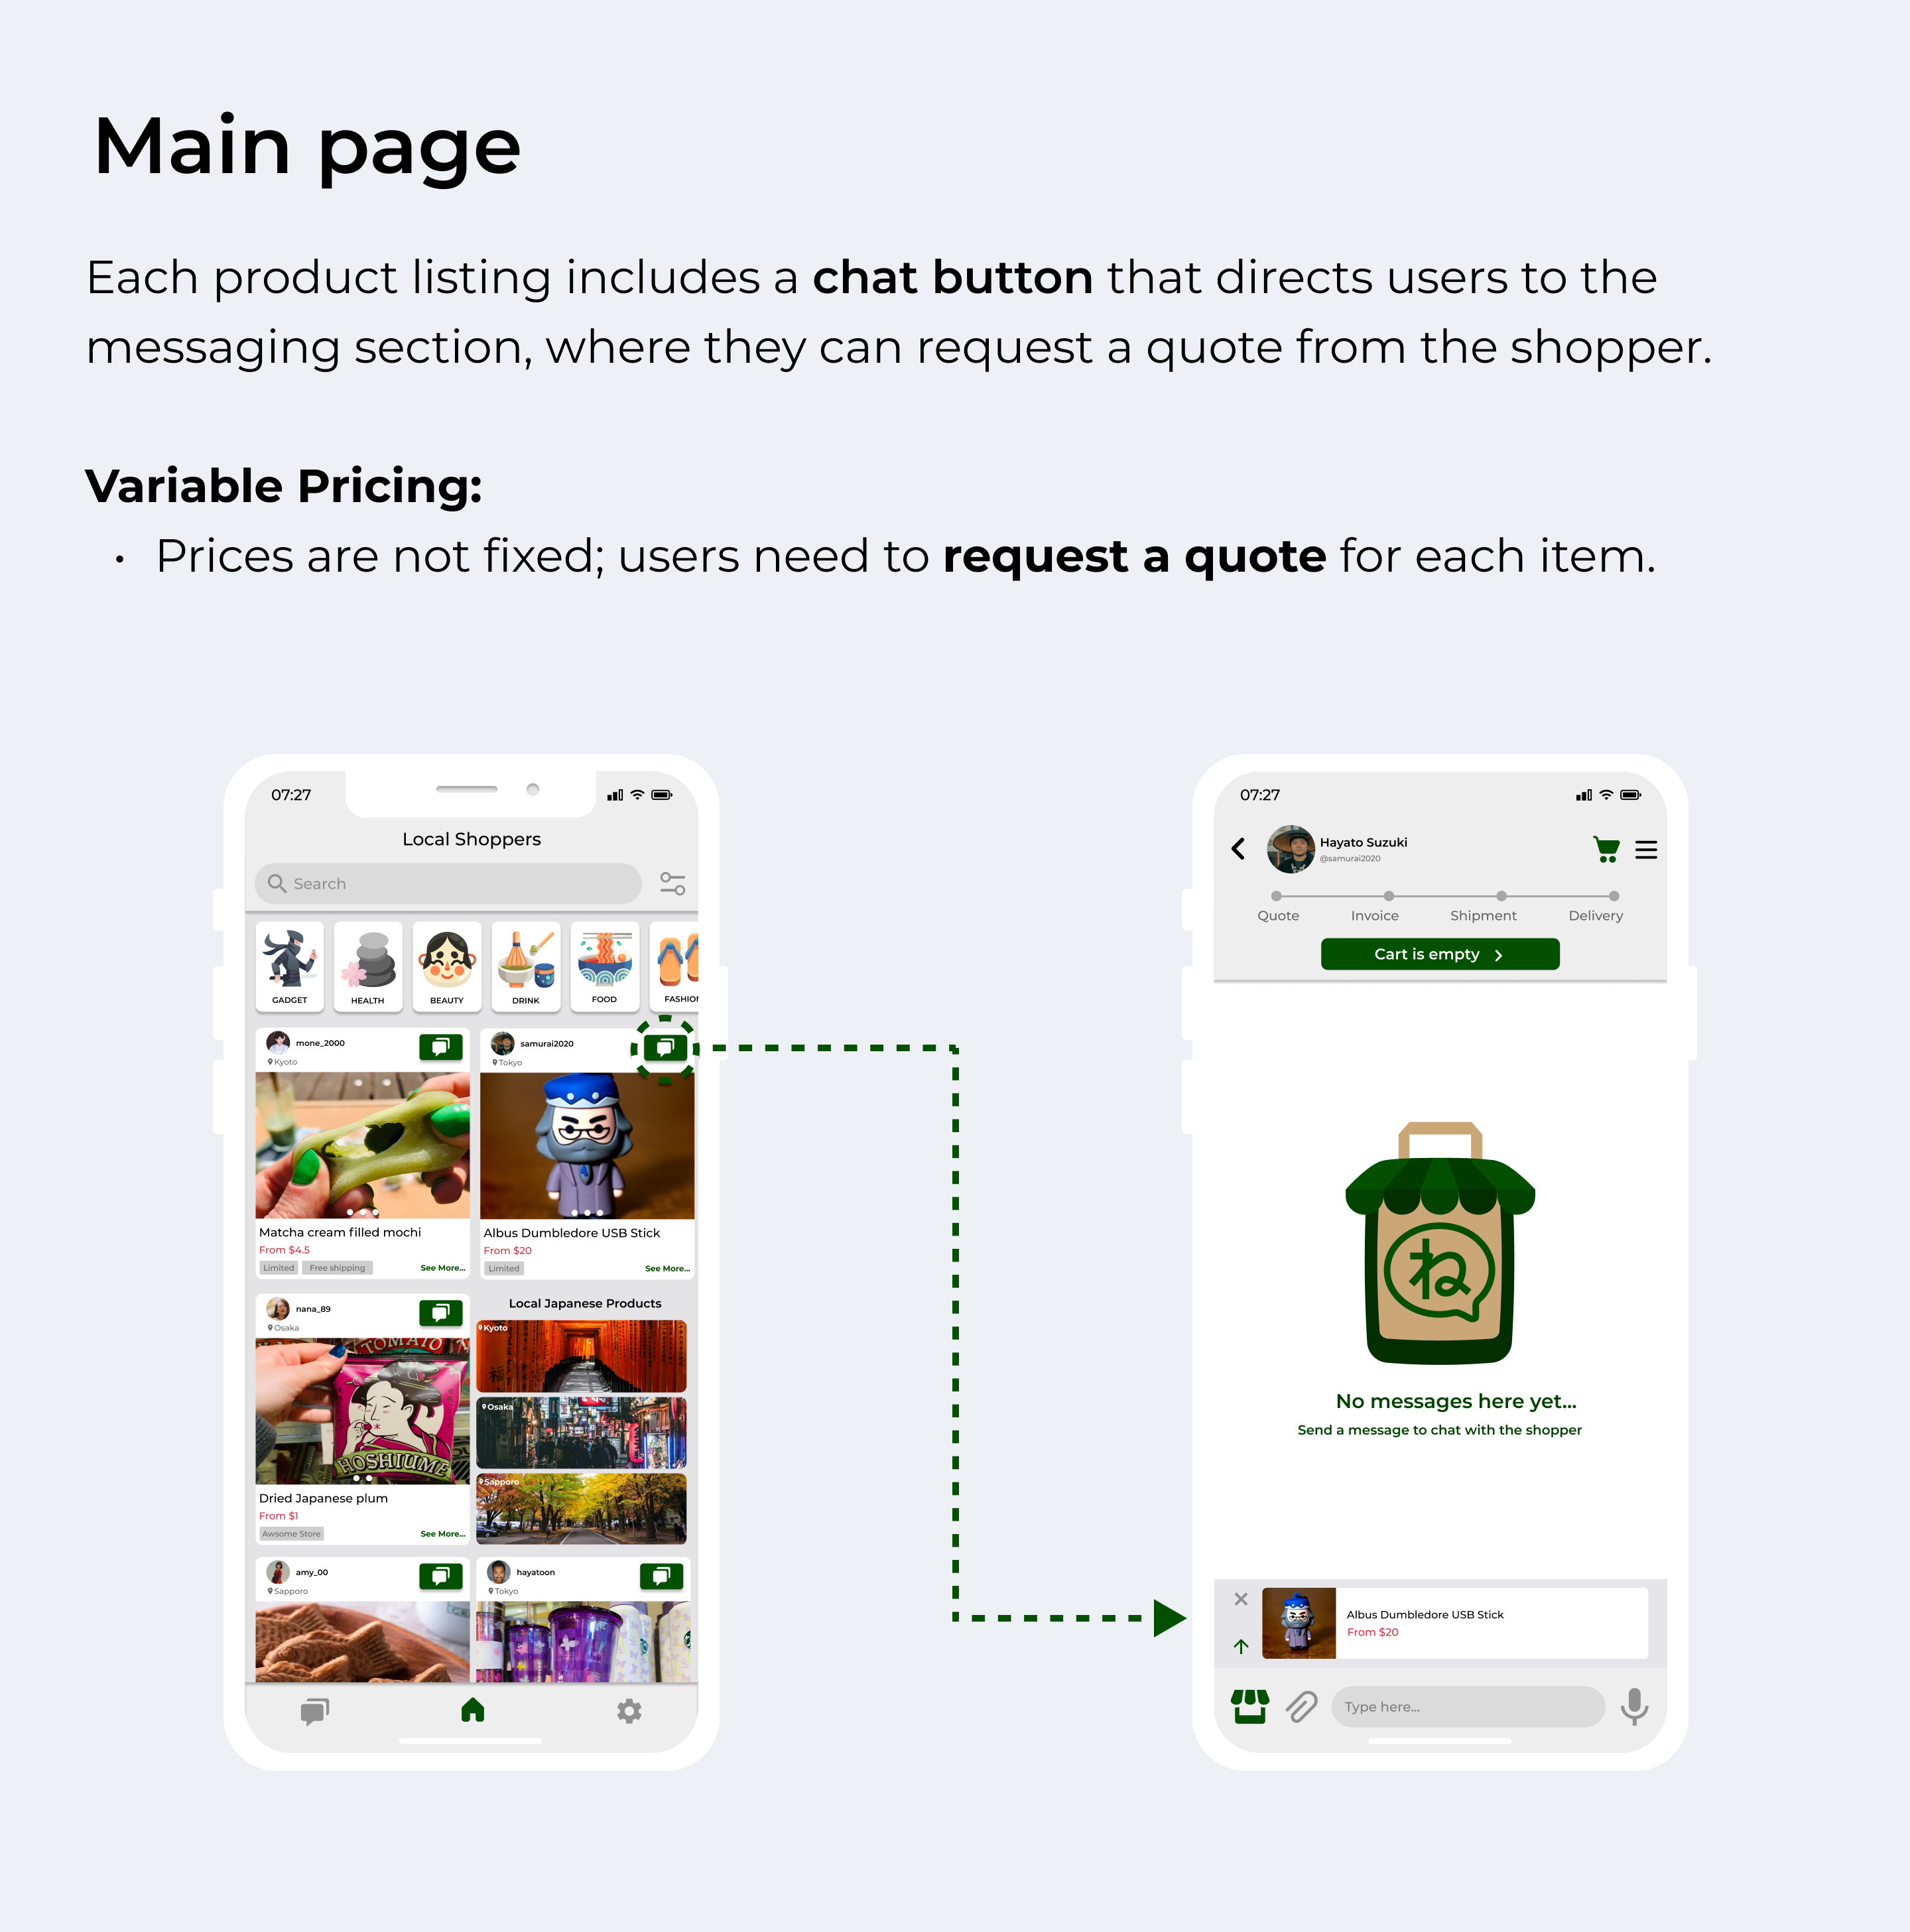 Main page
Each product listing includes a chat button that directs users to the
messaging section, where they can request a quote from the shopper.
Variable Pricing:
• Prices are not fixed; users need to request a quote for each item.
07:27
Local Shoppers
Search
GADGET
HEALTH
BEAUTY
DRINK
FOOD
FASHION
mone_2000
Kyoto
samurai2020
Tokyo
Matcha cream filled mochi
From $4.5
Limited
Free shipping
See More...
Albus Dumbledore USB Stick
From $20
Limited
See More...
nana_89
Osaka
TOMATO
HOSHIUME
Dried Japanese plum
From $1
Awsome Store
See More...
Local Japanese Products
Kyoto
Osaka
Sapporo
amy_00
Sapporo
hayatoon
Tokyo
07:27
Hayato Suzuki
@samurai2020
Quote
Invoice
Shipment
Delivery
Cart is empty
ね
No messages here yet...
Send a message to chat with the shopper
Albus Dumbledore USB Stick
From $20
Type here...